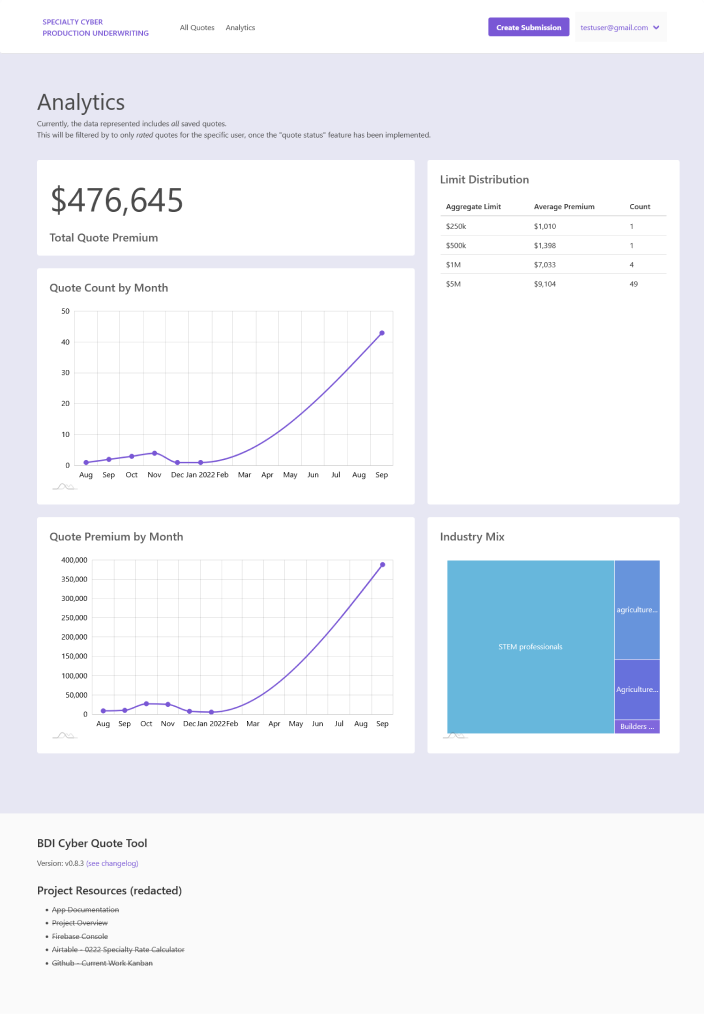 SPECIALTY CYBER
PRODUCTION UNDERWRITING
All Quotes
Analytics
Create Submission
testuser@gmail.com
Analytics
Currently, the data represented includes all saved quotes.
This will be filtered by to only rated quotes for the specific user, once the "quote status" feature has been implemented.
$476,645
Total Quote Premium
Limit Distribution
Aggregate Limit Average Premium Count
$250k $1,010 1
$500k $1,398 1
$1M $7,033 4
$5M $9,104 49
Quote Count by Month
50
40
30
20
10
0
Aug Sep Oct Nov Dec Jan 2022 Feb Mar Apr May Jun Jul Aug Sep
Quote Premium by Month
400,000
350,000
300,000
250,000
200,000
150,000
100,000
50,000
0
Aug Sep Oct Nov Dec Jan 2022 Feb Mar Apr May Jun Jul Aug Sep
Industry Mix
STEM professionals
agriculture...
Agriculture...
Builders ...
BDI Cyber Quote Tool
Version: v0.8.3 (see changelog)
Project Resources (redacted)
• App Documentation
• Project Overview
• Firebase Console
• Airtable - 0222 Specialty Rate Calculator
• Github - Current Work Kanban